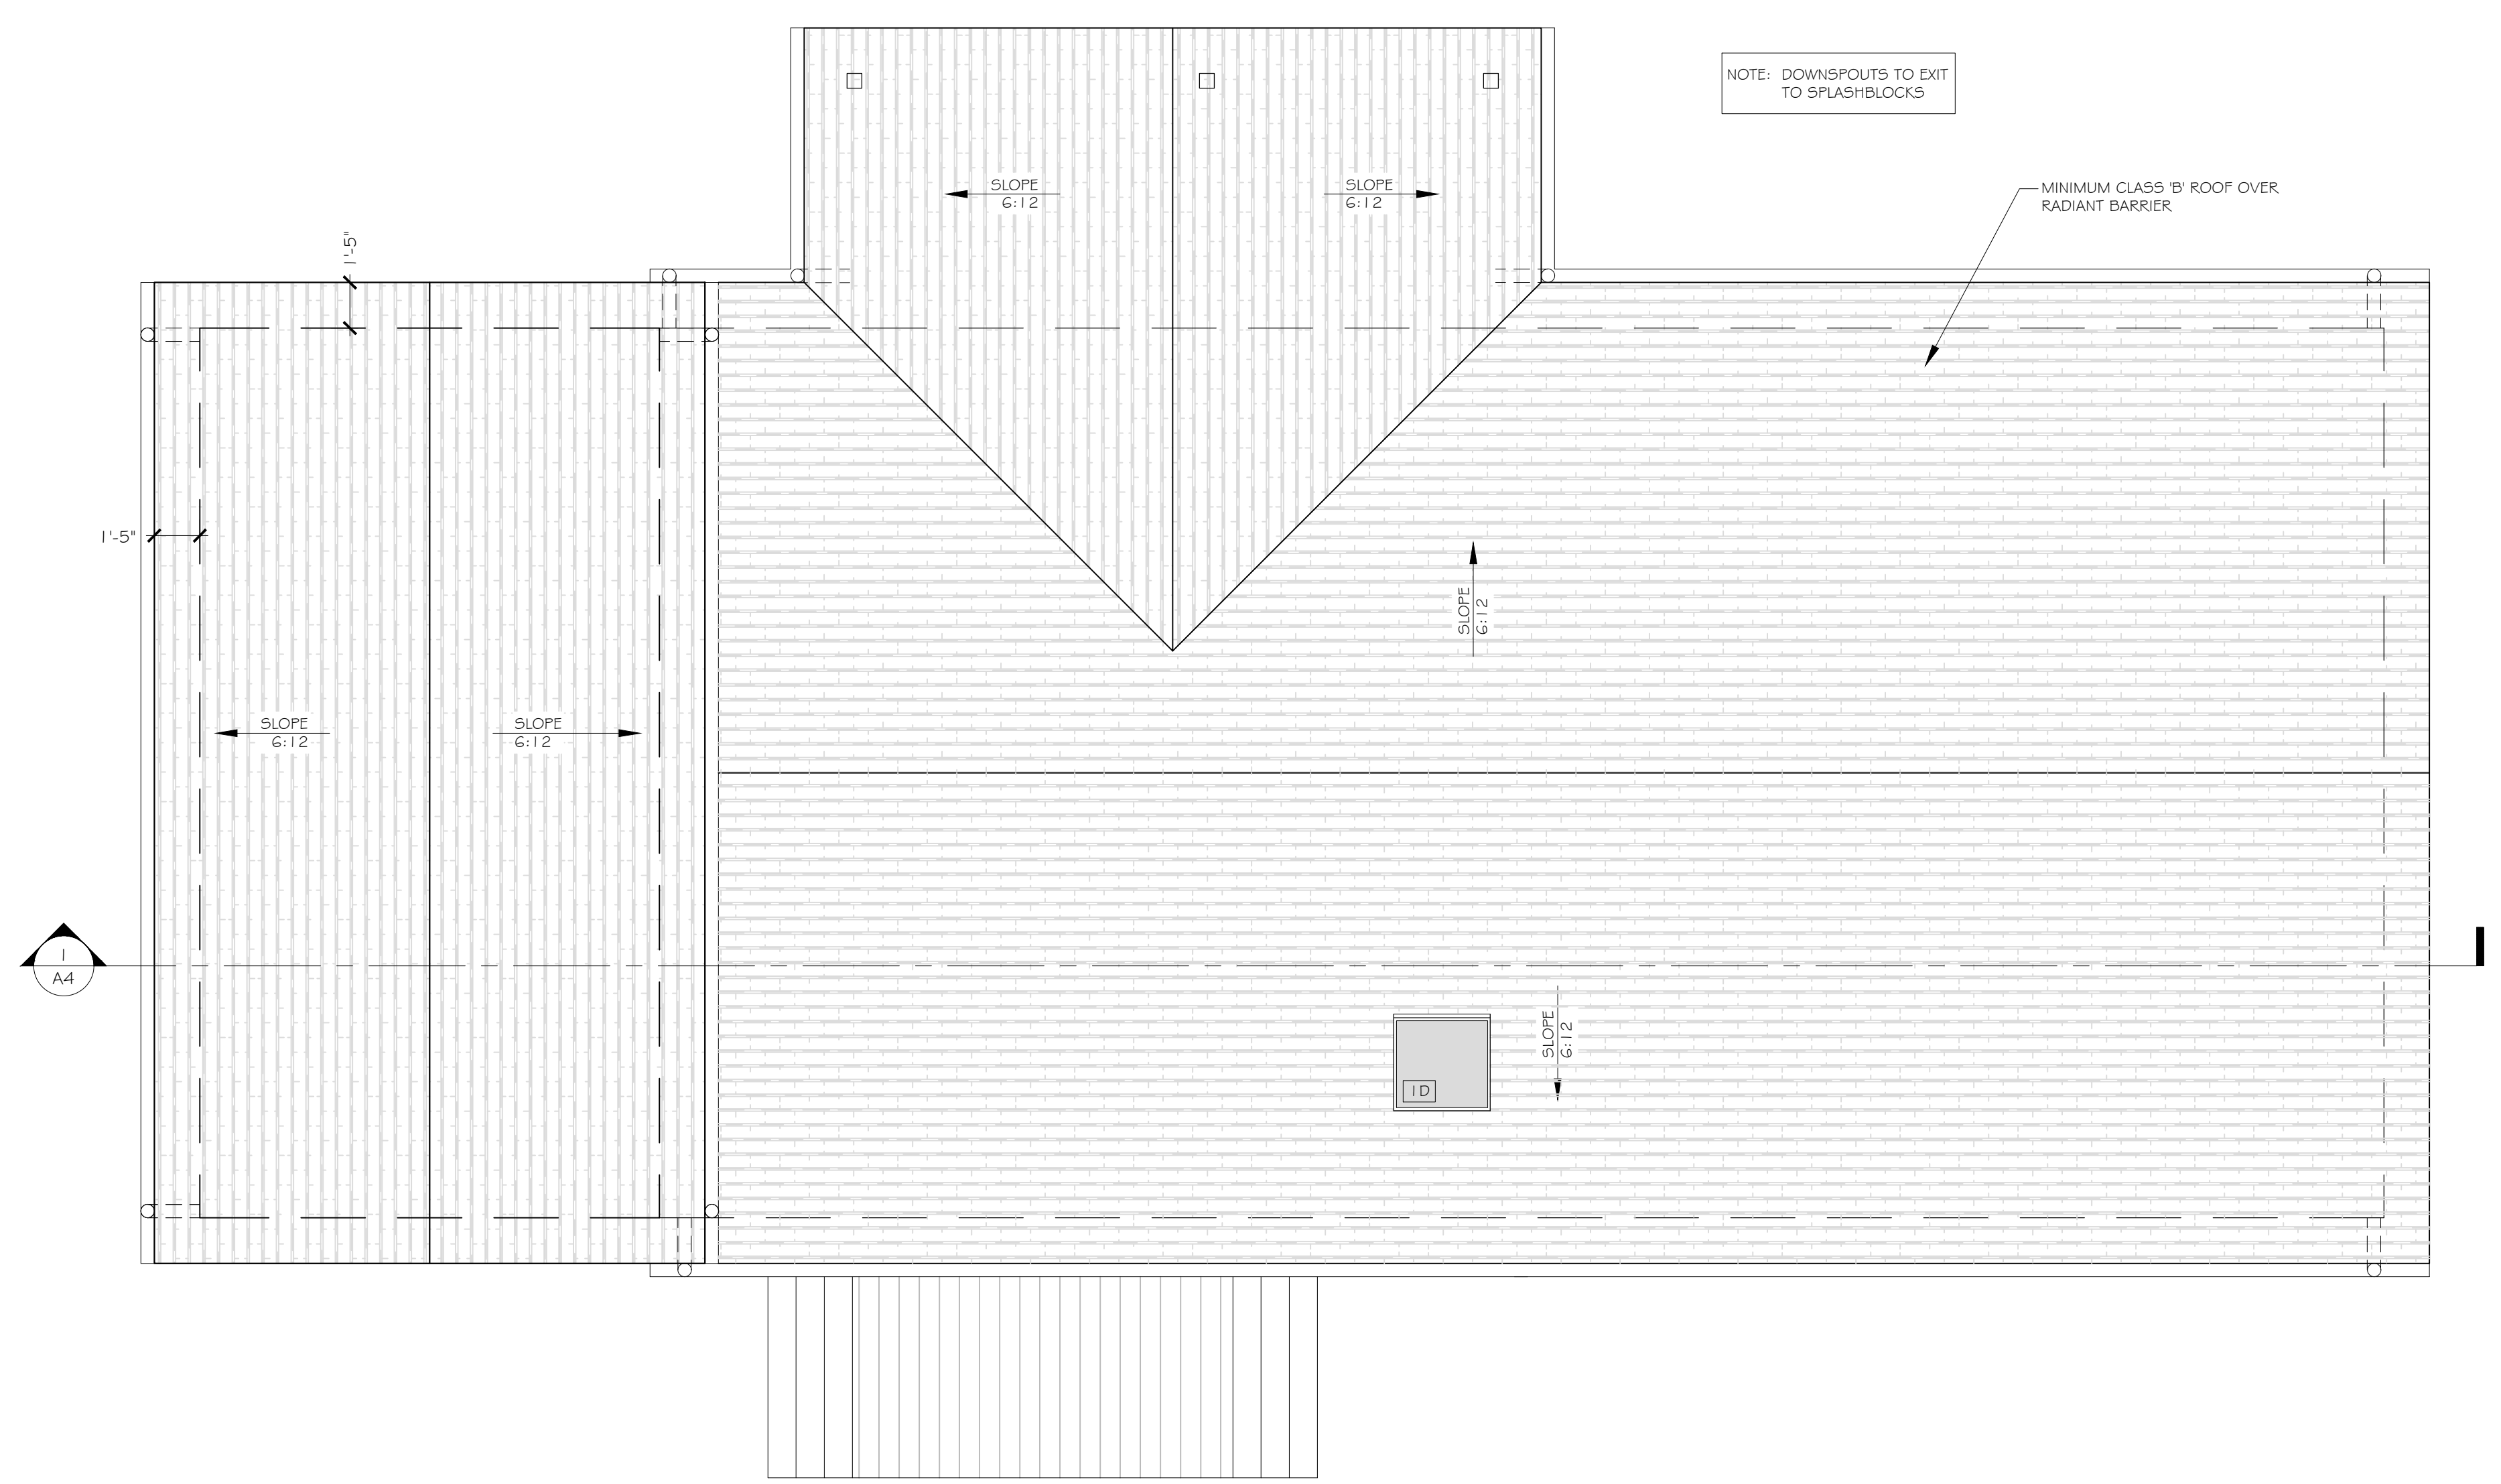 NOTE: DOWNSPOUTS TO EXIT
TO SPLASHBLOCKS
SLOPE
6:12
SLOPE
6:12
MINIMUM CLASS 'B' ROOF OVER
RADIANT BARRIER
1'-5"
1'-5"
SLOPE
6:12
SLOPE
6:12
SLOPE
6:12
1
A4
SLOPE
6:12
1D